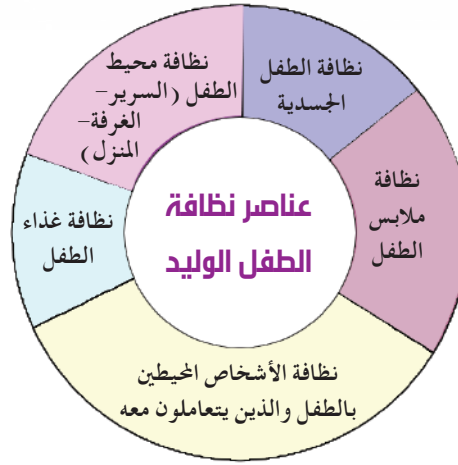 عناصر نظافة
الطفل الوليد
نظافة الطفل
الجسدية
نظافة
ملابس
الطفل
نظافة الأشخاص المحيطين
بالطفل والذين يتعاملون معه
نظافة غذاء
الطفل
نظافة محيط
الطفل (السرير-
الغرفة-
المنزل)